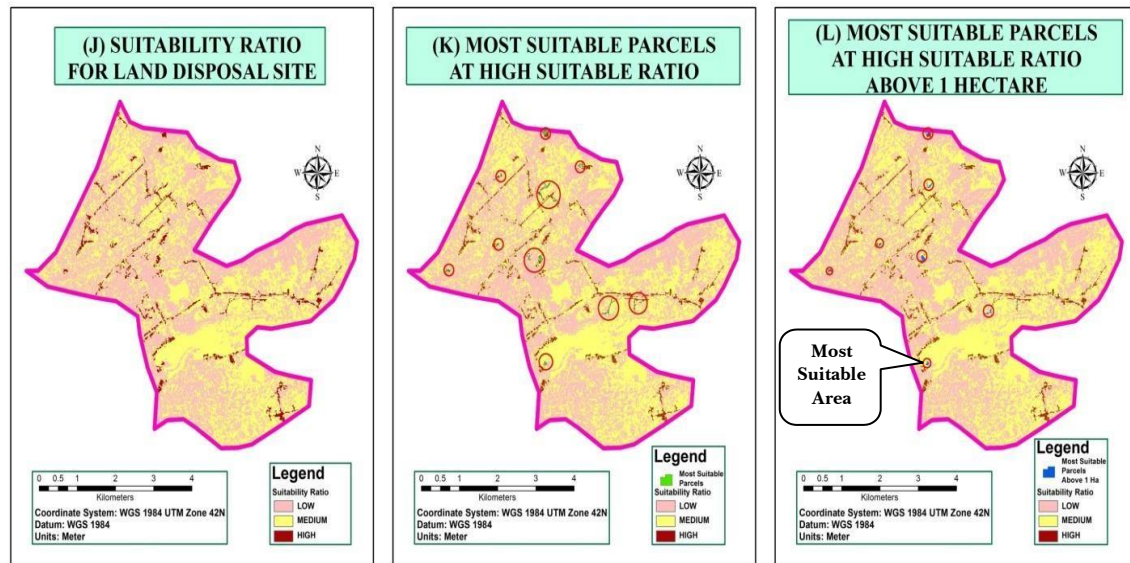 (J) SUITABILITY RATIO
FOR LAND DISPOSAL SITE
N
W
E
S
0 0.5 1 2 3 4
Kilometers
Coordinate System: WGS 1984 UTM Zone 42N
Datum: WGS 1984
Units: Meter
Legend
Suitability Ratio
LOW
MEDIUM
HIGH
(K) MOST SUITABLE PARCELS
AT HIGH SUITABLE RATIO
N
W
E
S
0 0.5 1 2 3 4
Kilometers
Coordinate System: WGS 1984 UTM Zone 42N
Datum: WGS 1984
Units: Meter
Legend
Most Suitable
Parcels
Suitability Ratio
LOW
MEDIUM
HIGH
(L) MOST SUITABLE PARCELS
AT HIGH SUITABLE RATIO
ABOVE 1 HECTARE
N
W
E
S
Most
Suitable
Area
0 0.5 1 2 3 4
Kilometers
Coordinate System: WGS 1984 UTM Zone 42N
Datum: WGS 1984
Units: Meter
Legend
Most Suitable
Parcels
Above 1 Ha
Suitability Ratio
LOW
MEDIUM
HIGH